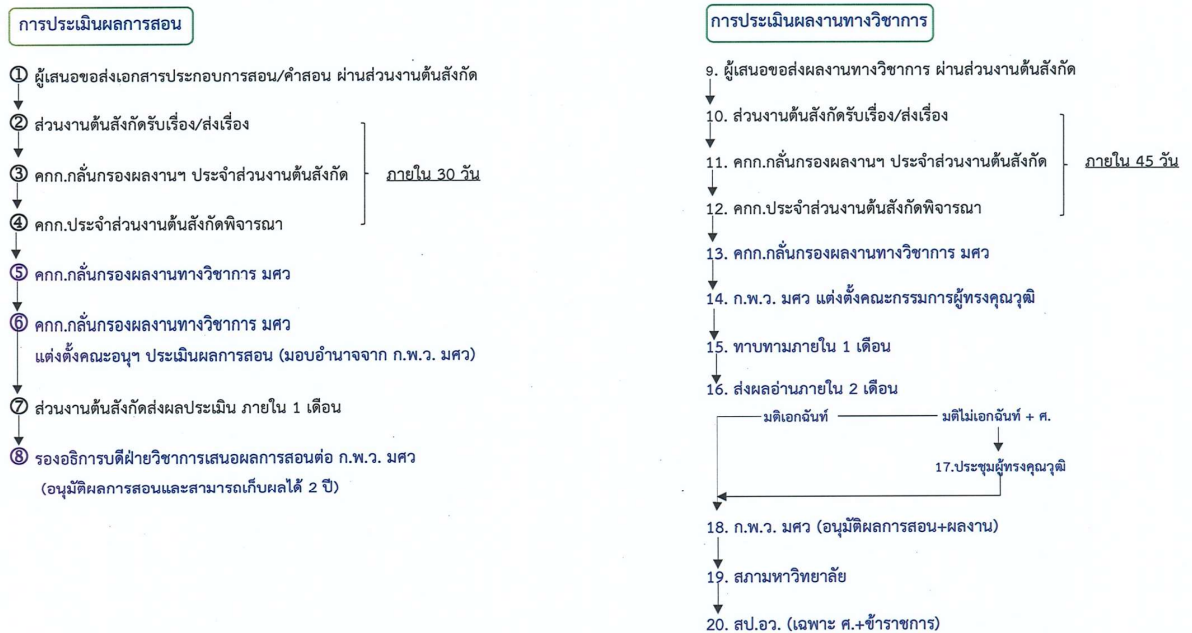 การประเมินผลการสอน
① ผู้เสนอขอส่งเอกสารประกอบการสอน/คำสอน ผ่านส่วนงานต้นสังกัด
② ส่วนงานต้นสังกัดรับเรื่อง/ส่งเรื่อง
③ คกก.กลั่นกรองผลงานฯ ประจำส่วนงานต้นสังกัด
ภายใน 30 วัน
④ คกก.ประจำส่วนงานต้นสังกัดพิจารณา
⑤ คกก.กลั่นกรองผลงานทางวิชาการ มศว
⑥ คกก.กลั่นกรองผลงานทางวิชาการ มศว
แต่งตั้งคณะอนุฯ ประเมินผลการสอน (มอบอำนาจจาก ก.พ.ว. มศว)
⑦ ส่วนงานต้นสังกัดส่งผลประเมิน ภายใน 1 เดือน
⑧ รองอธิการบดีฝ่ายวิชาการเสนอผลการสอนต่อ ก.พ.ว. มศว
(อนุมัติผลการสอนและสามารถเก็บผลได้ 2 ปี)
การประเมินผลงานทางวิชาการ
9. ผู้เสนอขอส่งผลงานทางวิชาการ ผ่านส่วนงานต้นสังกัด
10. ส่วนงานต้นสังกัดรับเรื่อง/ส่งเรื่อง
11. คกก.กลั่นกรองผลงานฯ ประจำส่วนงานต้นสังกัด
ภายใน 45 วัน
12. คกก.ประจำส่วนงานต้นสังกัดพิจารณา
13. คกก.กลั่นกรองผลงานทางวิชาการ มศว
14. ก.พ.ว. มศว แต่งตั้งคณะกรรมการผู้ทรงคุณวุฒิ
15. ทาบทามภายใน 1 เดือน
16. ส่งผลอ่านภายใน 2 เดือน
มติเอกฉันท์
มติไม่เอกฉันท์ + ศ.
17.ประชุมผู้ทรงคุณวุฒิ
18. ก.พ.ว. มศว (อนุมัติผลการสอน+ผลงาน)
19. สภามหาวิทยาลัย
20. สป.อว. (เฉพาะ ศ.+ข้าราชการ)